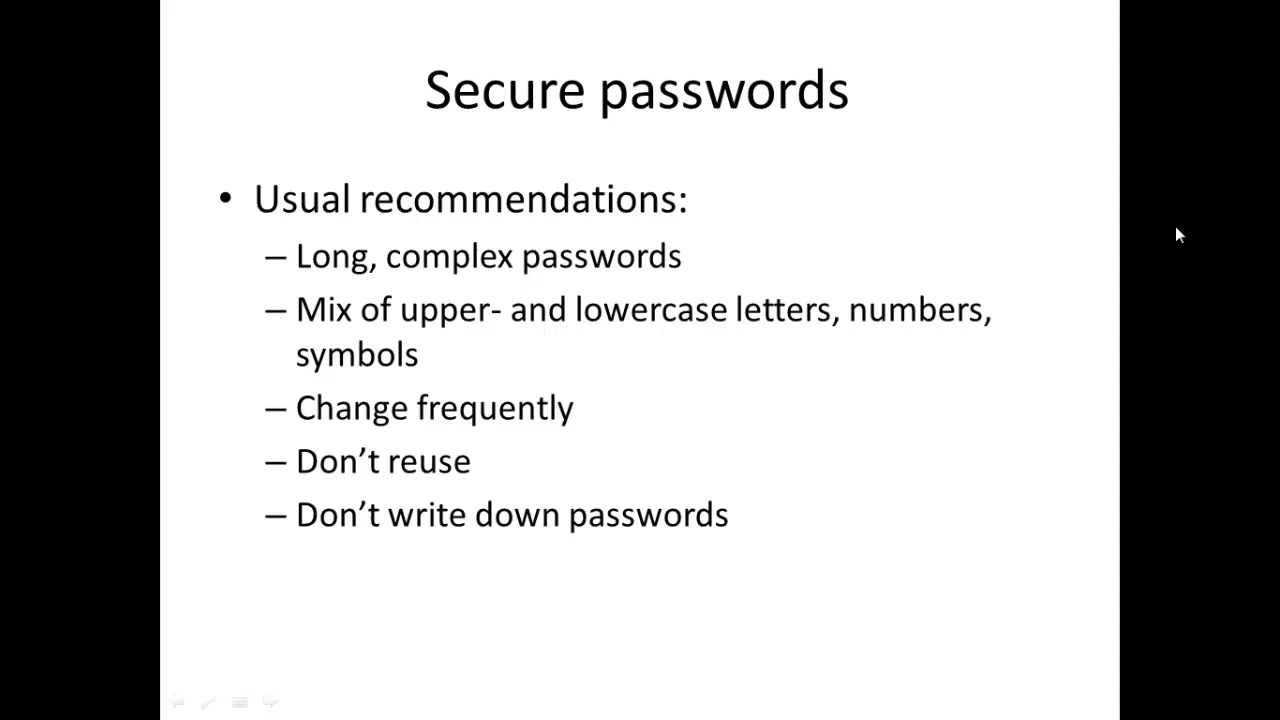 Secure passwords
• Usual recommendations:
– Long, complex passwords
– Mix of upper- and lowercase letters, numbers,
symbols
– Change frequently
– Don’t reuse
– Don’t write down passwords